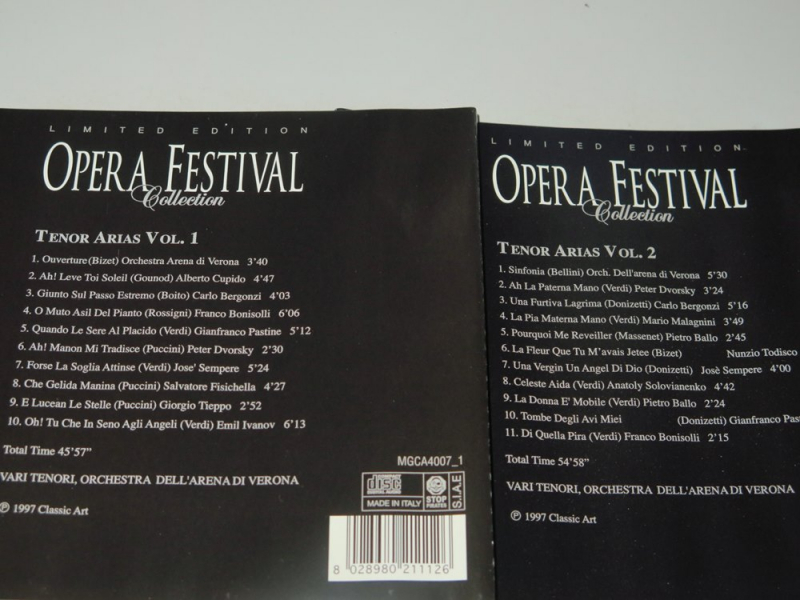 LIMITED EDITION
OPERA FESTIVAL
Collection
TENOR ARIAS VOL. 1
1. Ouverture(Bizet) Orchestra Arena di Verona 3'40
2. Ah! Leve Toi Soleil (Gounod) Alberto Cupido 4'47
3. Giunto Sul Passo Estremo (Boito) Carlo Bergonzi 4'03
4. O Muto Asil Del Pianto (Rossigni) Franco Bonisolli 6'06
5. Quando Le Sere Al Placido (Verdi) Gianfranco Pastine 5'12
6. Ah! Manon Mi Tradisce (Puccini) Peter Dvorsky 2'30
7. Forse La Soglia Attinse (Verdi) Jose' Sempere 5'24
8. Che Gelida Manina (Puccini) Salvatore Fisichella 4'27
9. E Lucean Le Stelle (Puccini) Giorgio Tieppo 2'52
10. Oh! Tu Che In Seno Agli Angeli (Verdi) Emil Ivanov 6'13
Total Time 45'57"
VARI TENORI, ORCHESTRA DELL'ARENA DI VERONA
℗ 1997 Classic Art
MGCA4007_1
COMPACT
disc
DIGITAL AUDIO
MADE IN ITALY
STOP
PIRATES
S.I.A.E
8 028980 211126
LIMITED EDITION
OPERA FESTIVAL
Collection
TENOR ARIAS VOL. 2
1. Sinfonia (Bellini) Orch. Dell'arena di Verona 5'30
2. Ah La Paterna Mano (Verdi) Peter Dvorsky 3'24
3. Una Furtiva Lagrima (Donizetti) Carlo Bergonzi 5'16
4. La Pia Materna Mano (Verdi) Mario Malagnini 3'49
5. Pourquoi Me Reveiller (Massenet) Pietro Ballo 2'45
6. La Fleur Que Tu M'avais Jetee (Bizet) Nunzio Todisco
7. Una Vergin Un Angel Di Dio (Donizetti) Josè Sempere 4'00
8. Celeste Aida (Verdi) Anatoly Solovianenko 4'42
9. La Donna E' Mobile (Verdi) Pietro Ballo 2'24
10. Tombe Degli Avi Miei (Donizetti) Gianfranco Past
11. Di Quella Pira (Verdi) Franco Bonisolli 2'15
Total Time 54'58"
VARI TENORI, ORCHESTRA DELL'ARENA DI VERONA
℗ 1997 Classic Art